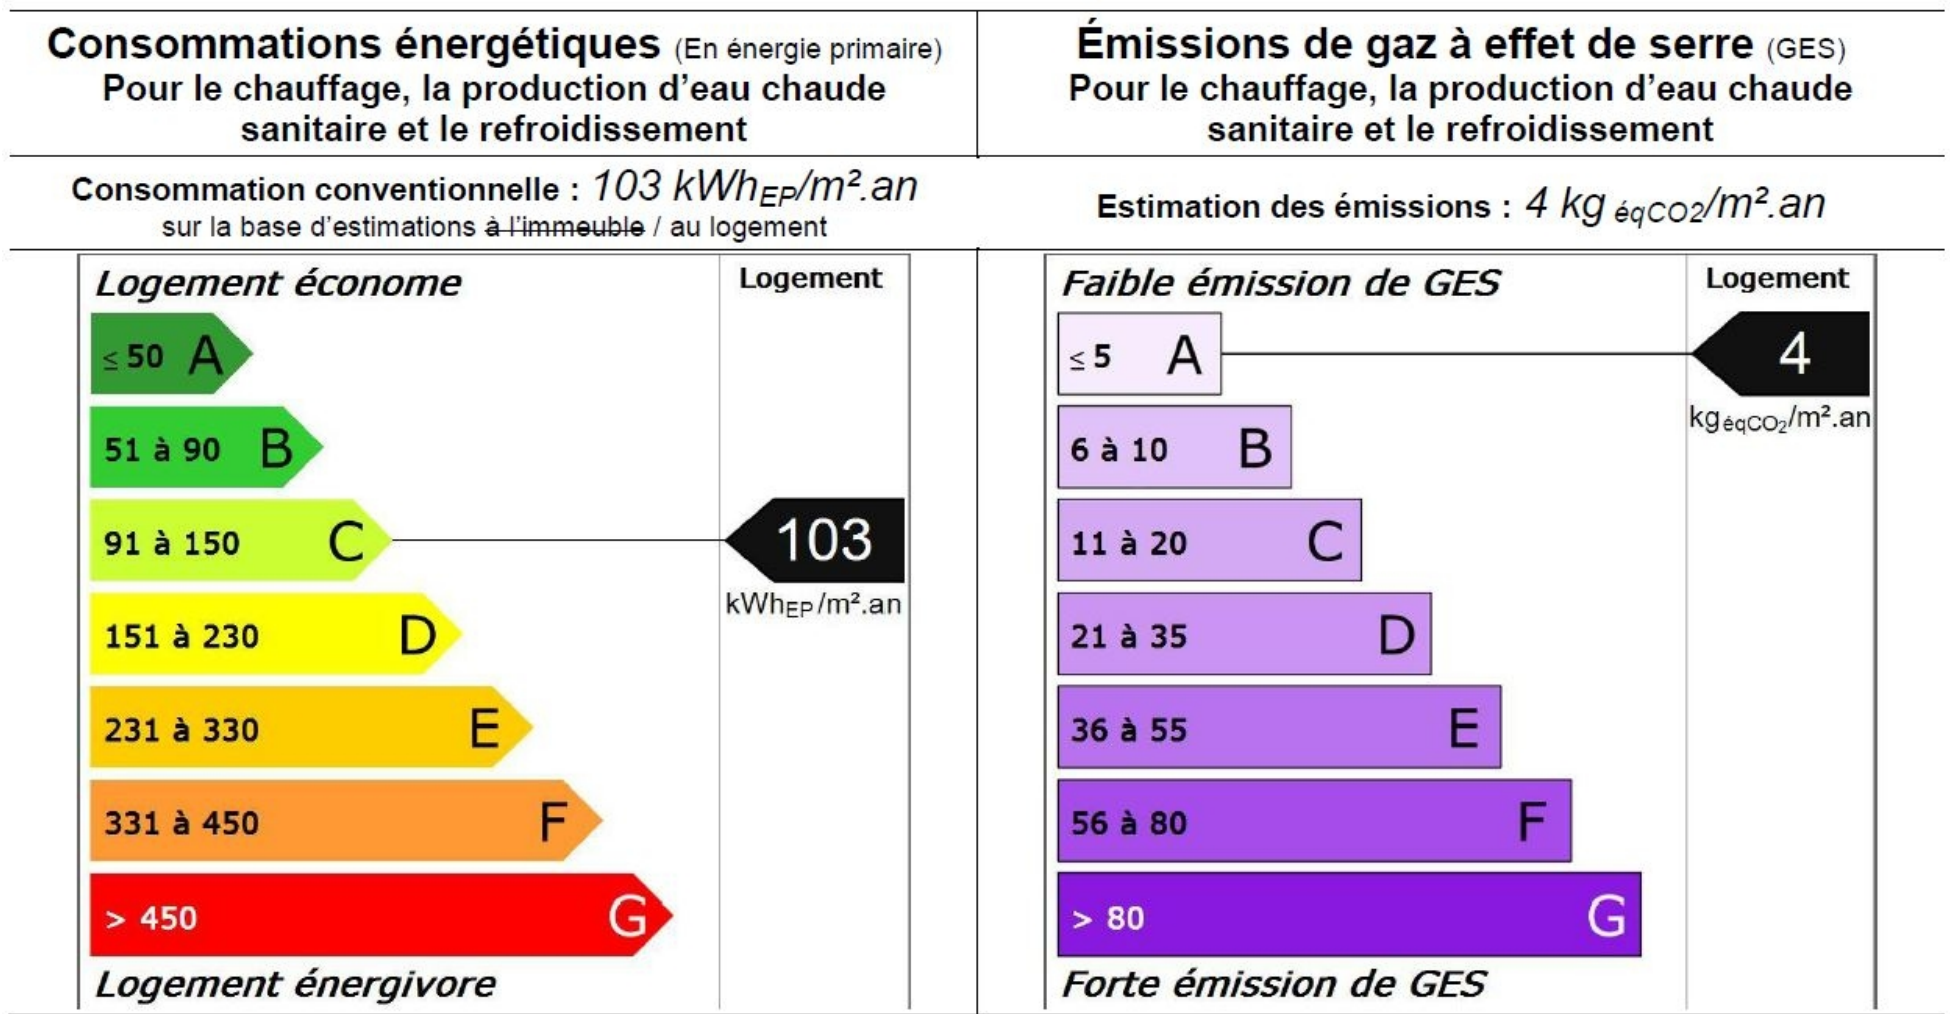 Consommations énergétiques (En énergie primaire)
Pour le chauffage, la production d'eau chaude
sanitaire et le refroidissement
Consommation conventionnelle : 103 kWhEP/m².an
sur la base d'estimations à l'immeuble / au logement
Logement économe
Logement
≤ 50 A
51 à 90 B
91 à 150 C
103
kWhEP/m².an
151 à 230 D
231 à 330 E
331 à 450 F
> 450 G
Logement énergivore
Émissions de gaz à effet de serre (GES)
Pour le chauffage, la production d'eau chaude
sanitaire et le refroidissement
Estimation des émissions : 4 kg éqCO2/m².an
Faible émission de GES
Logement
≤ 5 A
4
kgéqCO2/m².an
6 à 10 B
11 à 20 C
21 à 35 D
36 à 55 E
56 à 80 F
> 80 G
Forte émission de GES